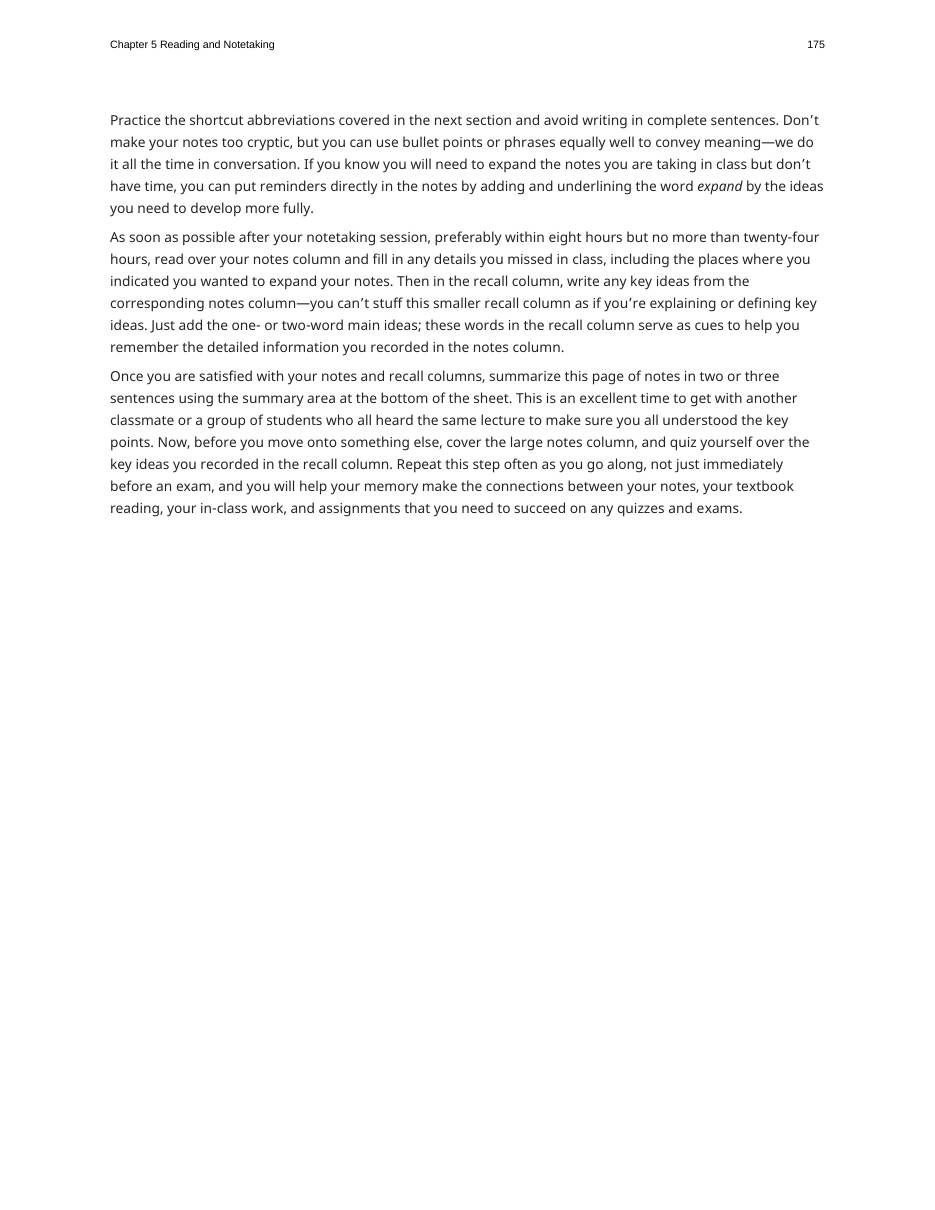 Chapter 5 Reading and Notetaking 175
Practice the shortcut abbreviations covered in the next section and avoid writing in complete sentences. Don’t
make your notes too cryptic, but you can use bullet points or phrases equally well to convey meaning—we do
it all the time in conversation. If you know you will need to expand the notes you are taking in class but don’t
have time, you can put reminders directly in the notes by adding and underlining the word expand by the ideas
you need to develop more fully.
As soon as possible after your notetaking session, preferably within eight hours but no more than twenty-four
hours, read over your notes column and fill in any details you missed in class, including the places where you
indicated you wanted to expand your notes. Then in the recall column, write any key ideas from the
corresponding notes column—you can’t stuff this smaller recall column as if you’re explaining or defining key
ideas. Just add the one- or two-word main ideas; these words in the recall column serve as cues to help you
remember the detailed information you recorded in the notes column.
Once you are satisfied with your notes and recall columns, summarize this page of notes in two or three
sentences using the summary area at the bottom of the sheet. This is an excellent time to get with another
classmate or a group of students who all heard the same lecture to make sure you all understood the key
points. Now, before you move onto something else, cover the large notes column, and quiz yourself over the
key ideas you recorded in the recall column. Repeat this step often as you go along, not just immediately
before an exam, and you will help your memory make the connections between your notes, your textbook
reading, your in-class work, and assignments that you need to succeed on any quizzes and exams.